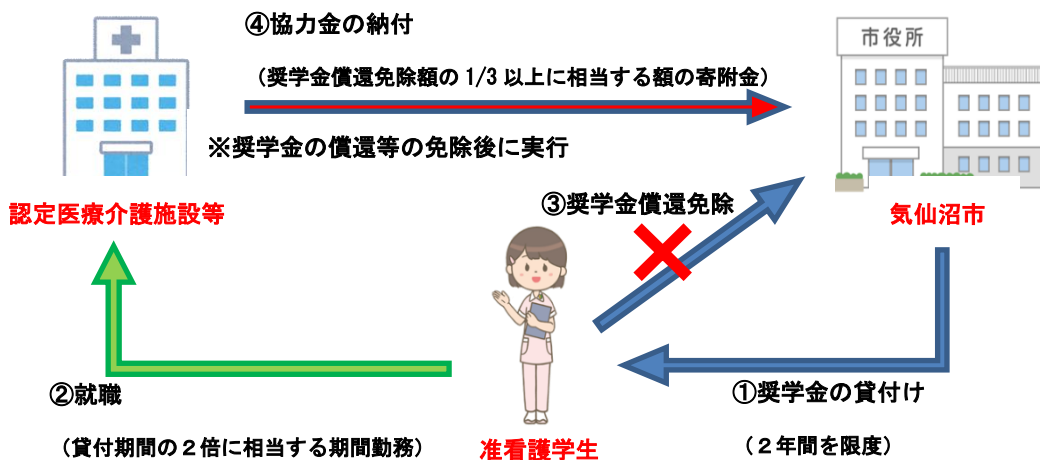 ④協力金の納付
市役所
（奨学金償還免除額の 1/3 以上に相当する額の寄附金）
※奨学金の償還等の免除後に実行
③奨学金償還免除
認定医療介護施設等
気仙沼市
②就職
①奨学金の貸付け
（貸付期間の２倍に相当する期間勤務）
准看護学生
（２年間を限度）